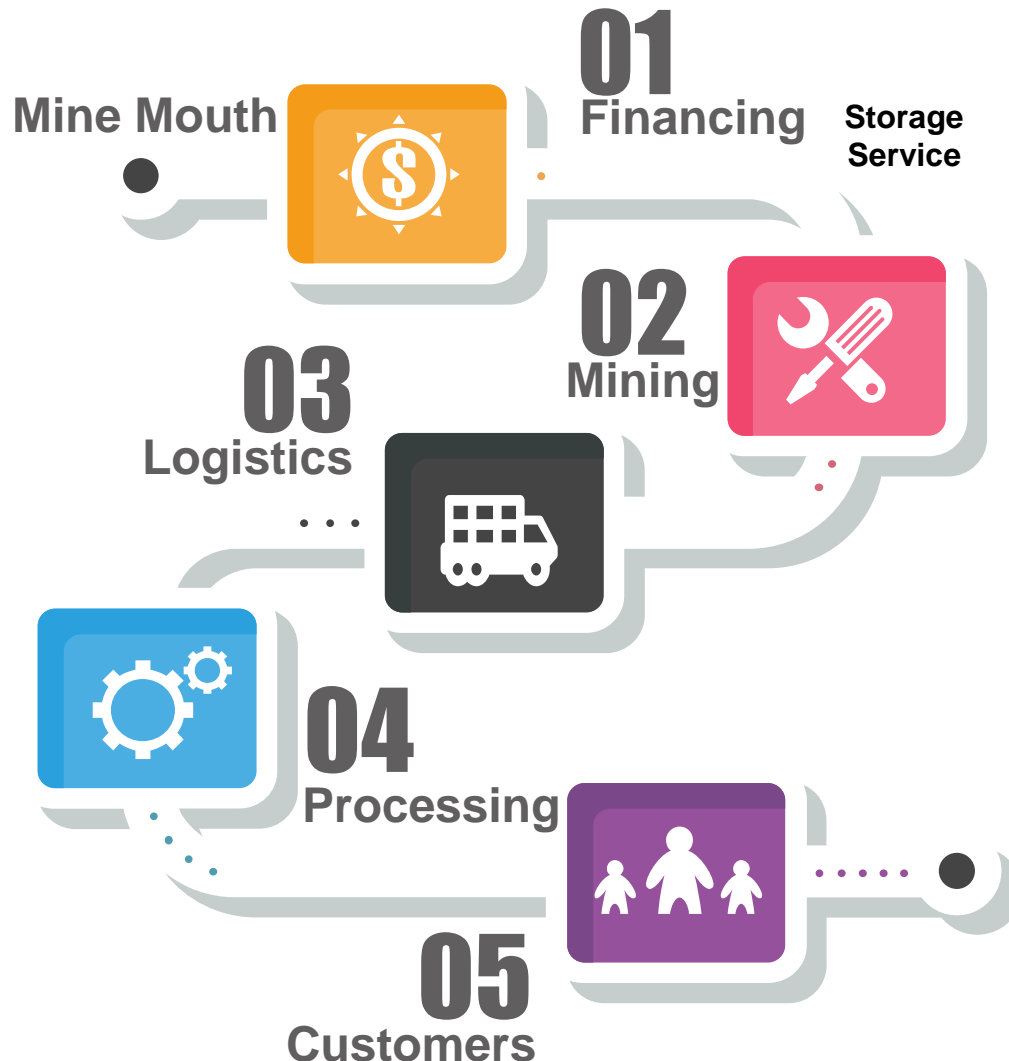 Mine Mouth
01
Financing
Storage
Service
02
Mining
03
Logistics
04
Processing
05
Customers